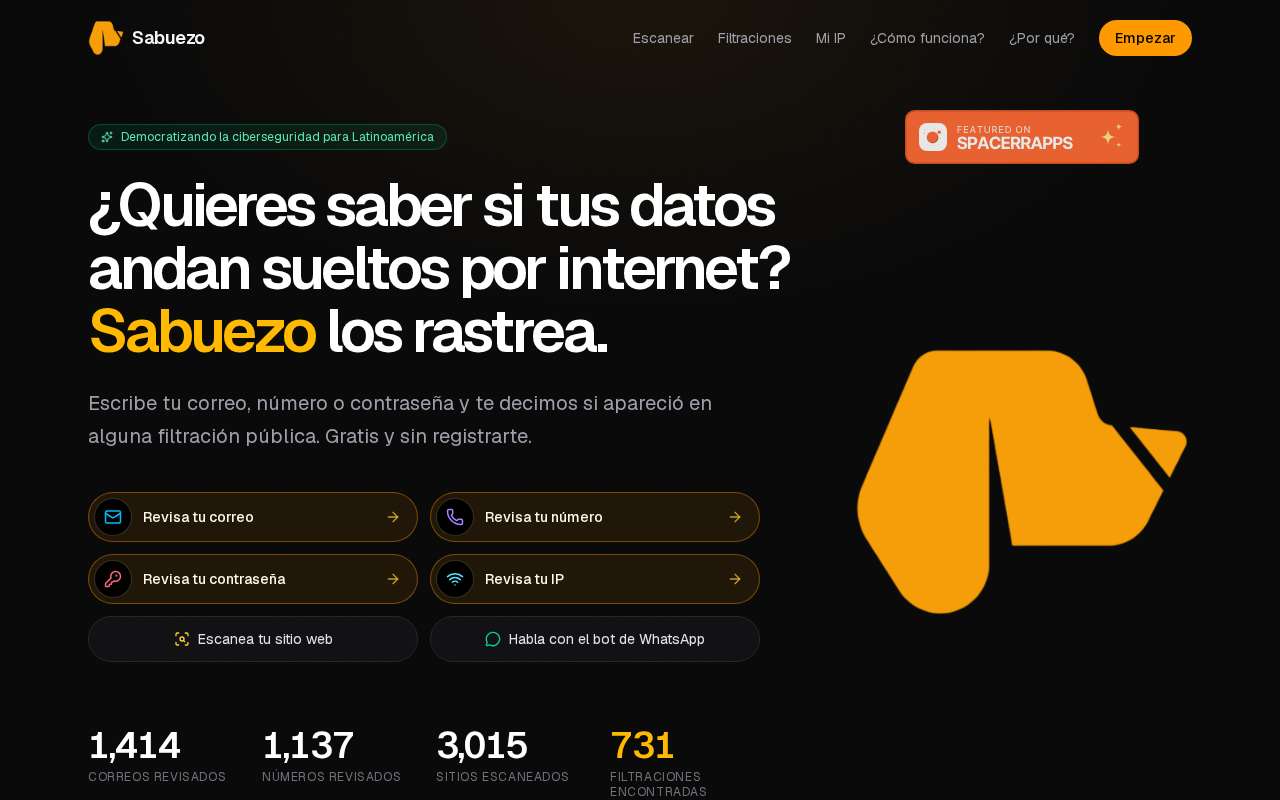 Sabuezo
Escanear
Filtraciones
Mi IP
¿Cómo funciona?
¿Por qué?
Empezar
Democratizando la ciberseguridad para Latinoamérica
FEATURED ON
SPACERRAPPS
¿Quieres saber si tus datos
andan sueltos por internet?
Sabuezo los rastrea.
Escribe tu correo, número o contraseña y te decimos si apareció en
alguna filtración pública. Gratis y sin registrarte.
Revisa tu correo
Revisa tu número
Revisa tu contraseña
Revisa tu IP
Escanea tu sitio web
Habla con el bot de WhatsApp
1,414
CORREOS REVISADOS
1,137
NÚMEROS REVISADOS
3,015
SITIOS ESCANEADOS
731
FILTRACIONES
ENCONTRADAS